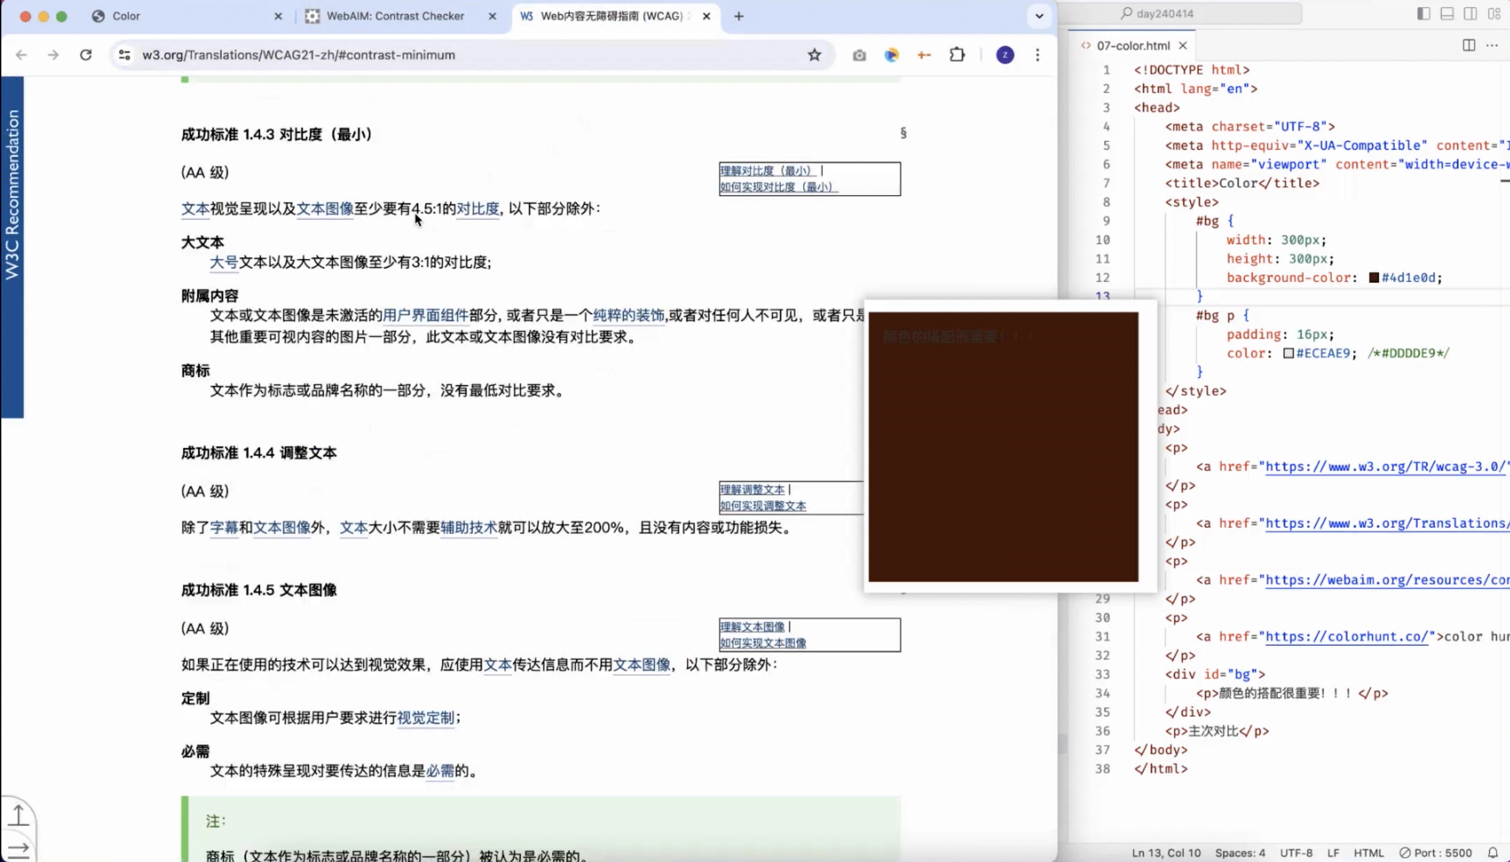 Color
WebAIM: Contrast Checker
W3 Web内容无障碍指南 (WCAG)
w3.org/Translations/WCAG21-zh/#contrast-minimum
Z
W3C Recommendation
成功标准 1.4.3 对比度（最小）
§
(AA 级)
理解对比度（最小） |
如何实现对比度（最小）
文本视觉呈现以及文本图像至少要有4.5:1的对比度, 以下部分除外：
大文本
大号文本以及大文本图像至少有3:1的对比度;
附属内容
文本或文本图像是未激活的用户界面组件部分, 或者只是一个纯粹的装饰,或者对任何人不可见，或者只是
其他重要可视内容的图片一部分，此文本或文本图像没有对比要求。
商标
文本作为标志或品牌名称的一部分，没有最低对比要求。
成功标准 1.4.4 调整文本
(AA 级)
理解调整文本 |
如何实现调整文本
除了字幕和文本图像外，文本大小不需要辅助技术就可以放大至200%，且没有内容或功能损失。
成功标准 1.4.5 文本图像
(AA 级)
理解文本图像 |
如何实现文本图像
如果正在使用的技术可以达到视觉效果，应使用文本传达信息而不用文本图像，以下部分除外：
定制
文本图像可根据用户要求进行视觉定制；
必需
文本的特殊呈现对要传达的信息是必需的。
注：
商标（文本作为标志或品牌名称的一部分）被认为是必需的。
颜色的搭配很重要！！！
day240414
07-color.html
1 <!DOCTYPE html>
2 <html lang="en">
3 <head>
4 <meta charset="UTF-8">
5 <meta http-equiv="X-UA-Compatible" content="I
6 <meta name="viewport" content="width=device-w
7 <title>Color</title>
8 <style>
9 #bg {
10 width: 300px;
11 height: 300px;
12 background-color: #4d1e0d;
13 }
#bg p {
padding: 16px;
color: #ECEAE9; /*#DDDDE9*/
}
</style>
ead>
dy>
<p>
<a href="https://www.w3.org/TR/wcag-3.0/"
</p>
<p>
<a href="https://www.w3.org/Translations/
</p>
<p>
<a href="https://webaim.org/resources/con
29 </p>
30 <p>
31 <a href="https://colorhunt.co/">color hun
32 </p>
33 <div id="bg">
34 <p>颜色的搭配很重要！！！</p>
35 </div>
36 <p>主次对比</p>
37 </body>
38 </html>
Ln 13, Col 10 Spaces: 4 UTF-8 LF HTML Port : 5500